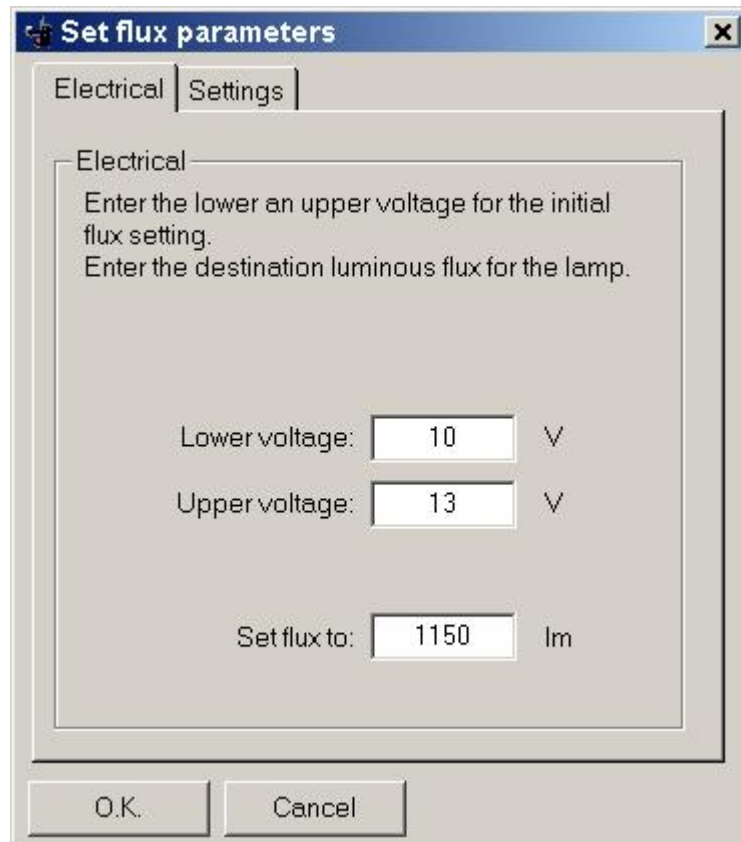 Set flux parameters
Electrical Settings
Electrical
Enter the lower an upper voltage for the initial
flux setting.
Enter the destination luminous flux for the lamp.
Lower voltage: 10 V
Upper voltage: 13 V
Set flux to: 1150 lm
O.K. Cancel